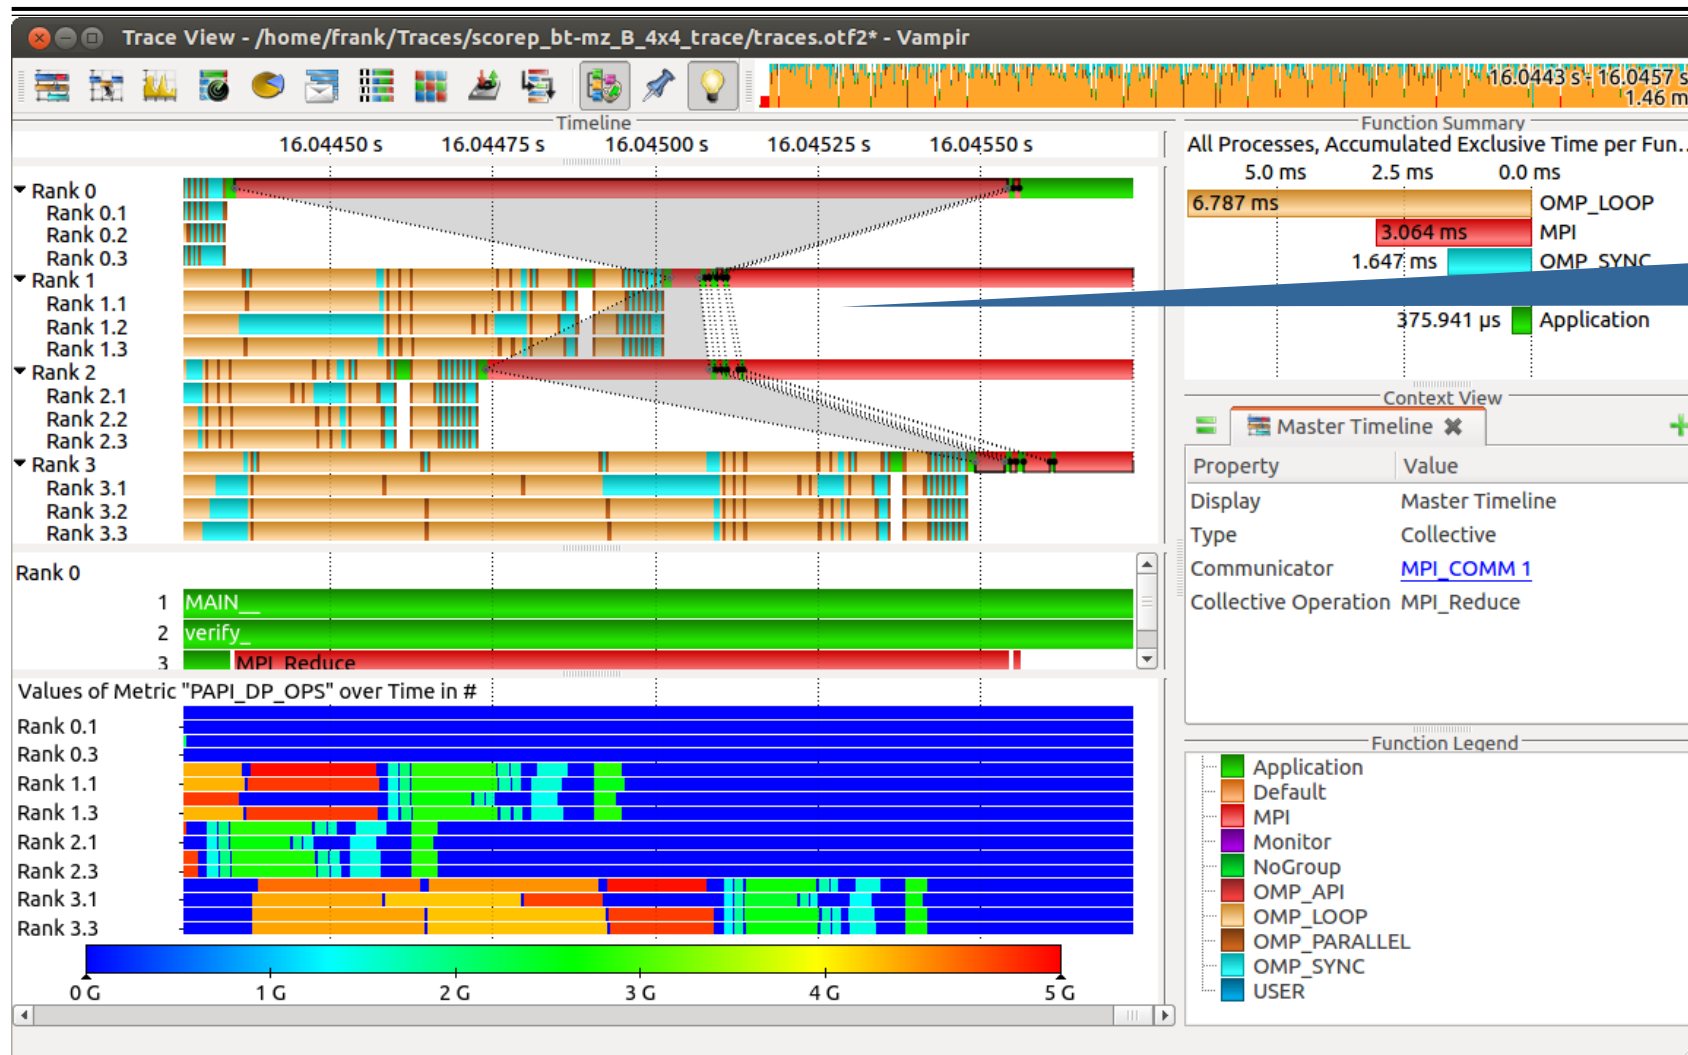 Trace View - /home/frank/Traces/scorep_bt-mz_B_4x4_trace/traces.otf2* - Vampir
16.0443 s - 16.0457 s
1.46 m
Timeline
16.04450 s 16.04475 s 16.04500 s 16.04525 s 16.04550 s
Rank 0
Rank 0.1
Rank 0.2
Rank 0.3
Rank 1
Rank 1.1
Rank 1.2
Rank 1.3
Rank 2
Rank 2.1
Rank 2.2
Rank 2.3
Rank 3
Rank 3.1
Rank 3.2
Rank 3.3
Rank 0
1 MAIN__
2 verify_
3 MPI_Reduce
Values of Metric "PAPI_DP_OPS" over Time in #
Rank 0.1
Rank 0.3
Rank 1.1
Rank 1.3
Rank 2.1
Rank 2.3
Rank 3.1
Rank 3.3
0 G 1 G 2 G 3 G 4 G 5 G
Function Summary
All Processes, Accumulated Exclusive Time per Fun..
5.0 ms 2.5 ms 0.0 ms
6.787 ms OMP_LOOP
3.064 ms MPI
1.647 ms OMP_SYNC
375.941 µs Application
Context View
Master Timeline
Property Value
Display Master Timeline
Type Collective
Communicator MPI_COMM 1
Collective Operation MPI_Reduce
Function Legend
Application
Default
MPI
Monitor
NoGroup
OMP_API
OMP_LOOP
OMP_PARALLEL
OMP_SYNC
USER